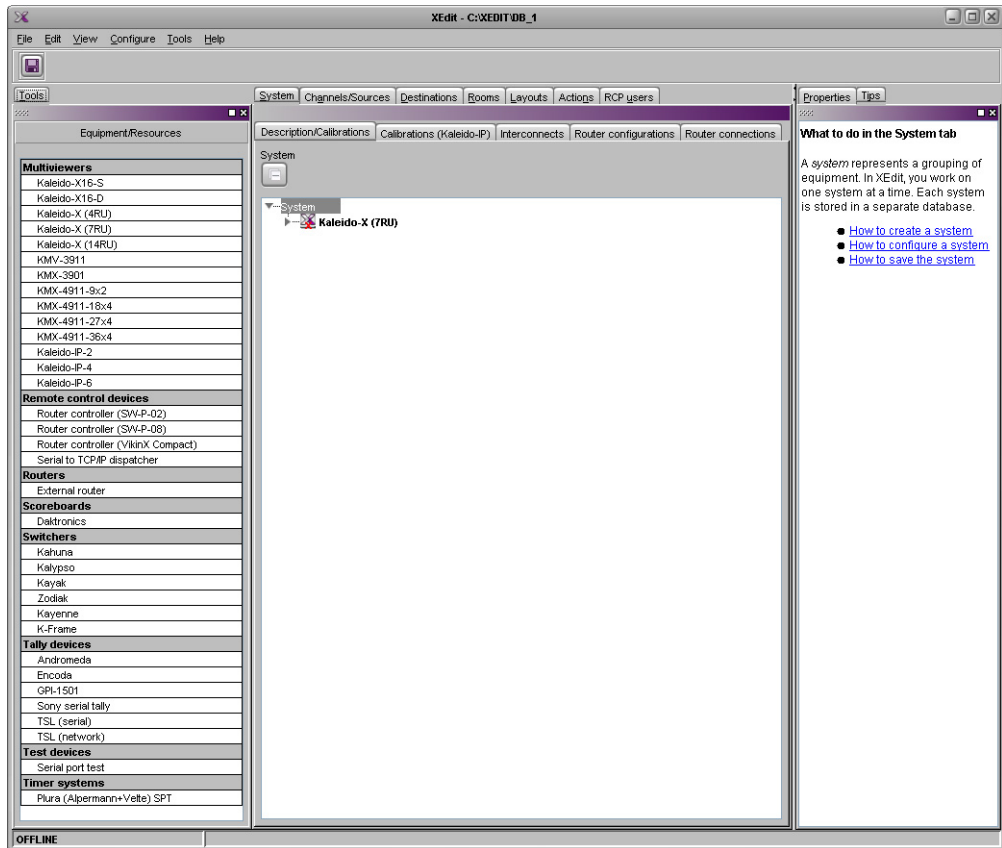 XEdit - C:\XEDIT\DB_1
File Edit View Configure Tools Help
Tools
Equipment/Resources
Multiviewers
Kaleido-X16-S
Kaleido-X16-D
Kaleido-X (4RU)
Kaleido-X (7RU)
Kaleido-X (14RU)
KMV-3911
KMX-3901
KMX-4911-9x2
KMX-4911-18x4
KMX-4911-27x4
KMX-4911-36x4
Kaleido-IP-2
Kaleido-IP-4
Kaleido-IP-6
Remote control devices
Router controller (SW-P-02)
Router controller (SW-P-08)
Router controller (VikinX Compact)
Serial to TCP/IP dispatcher
Routers
External router
Scoreboards
Daktronics
Switchers
Kahuna
Kalypso
Kayak
Zodiak
Kayenne
K-Frame
Tally devices
Andromeda
Encoda
GPI-1501
Sony serial tally
TSL (serial)
TSL (network)
Test devices
Serial port test
Timer systems
Plura (Alpermann+Velte) SPT
System Channels/Sources Destinations Rooms Layouts Actions RCP users
Description/Calibrations Calibrations (Kaleido-IP) Interconnects Router configurations Router connections
System
System
Kaleido-X (7RU)
Properties Tips
What to do in the System tab
A system represents a grouping of
equipment. In XEdit, you work on
one system at a time. Each system
is stored in a separate database.
How to create a system
How to configure a system
How to save the system
OFFLINE